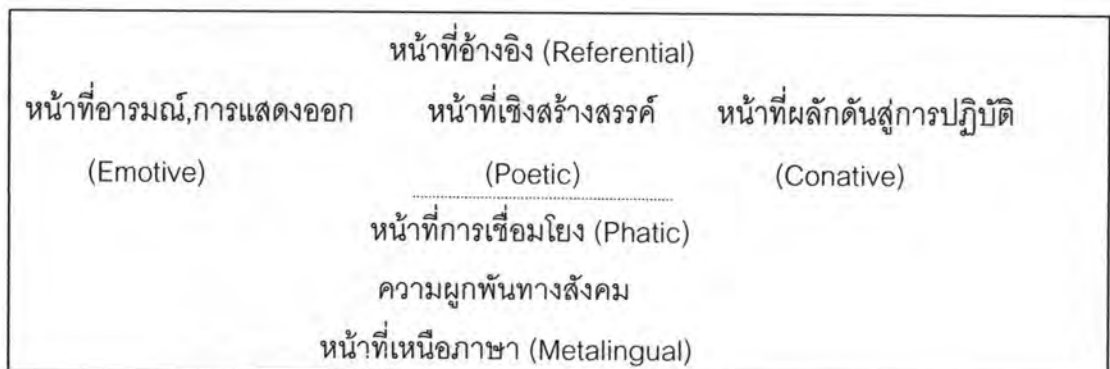 หน้าที่อ้างอิง (Referential)
หน้าที่อารมณ์,การแสดงออก หน้าที่เชิงสร้างสรรค์ หน้าที่ผลักดันสู่การปฏิบัติ
(Emotive) (Poetic) (Conative)
หน้าที่การเชื่อมโยง (Phatic)
ความผูกพันทางสังคม
หน้าที่เหนือภาษา (Metalingual)